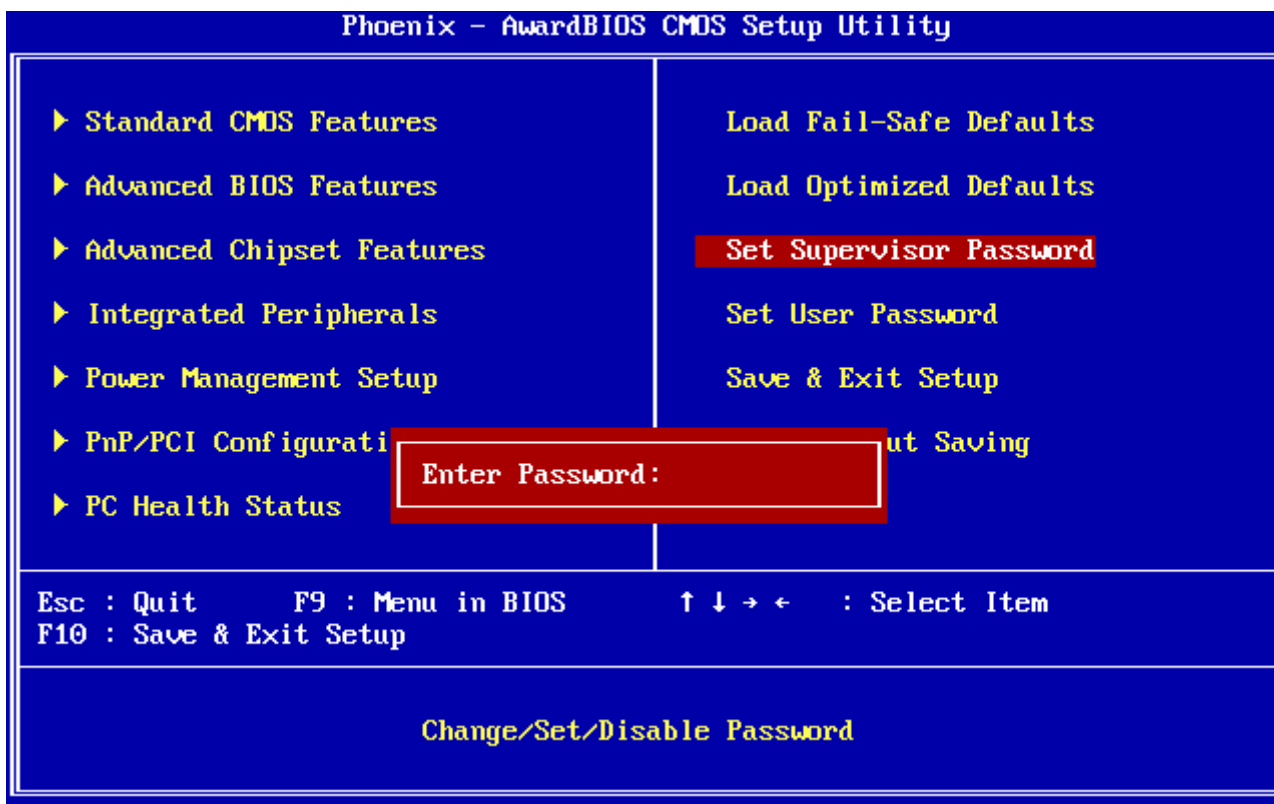 Phoenix - AwardBIOS CMOS Setup Utility
Standard CMOS Features
Advanced BIOS Features
Advanced Chipset Features
Integrated Peripherals
Power Management Setup
PnP/PCI Configurati
PC Health Status
Load Fail-Safe Defaults
Load Optimized Defaults
Set Supervisor Password
Set User Password
Save & Exit Setup
ut Saving
Enter Password:
Esc : Quit F9 : Menu in BIOS ↑ ↓ → ← : Select Item
F10 : Save & Exit Setup
Change/Set/Disable Password